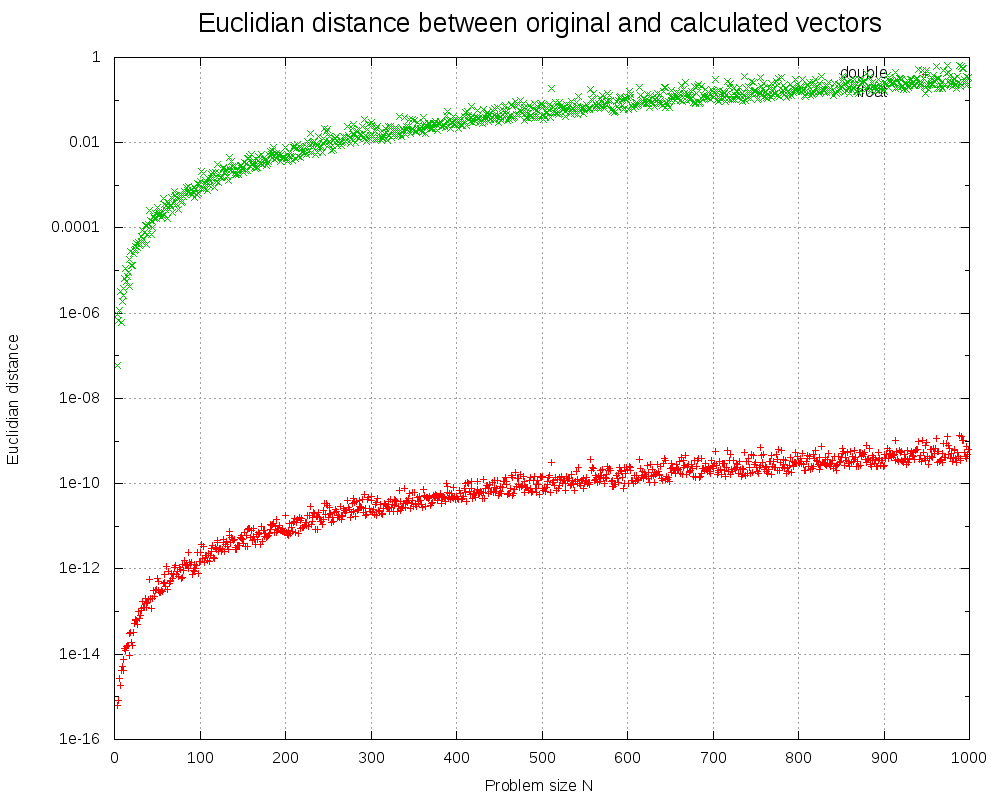 Euclidian distance between original and calculated vectors
1
double
float
0.01
0.0001
1e-06
Euclidian distance
1e-08
1e-10
1e-12
1e-14
1e-16
0 100 200 300 400 500 600 700 800 900 1000
Problem size N